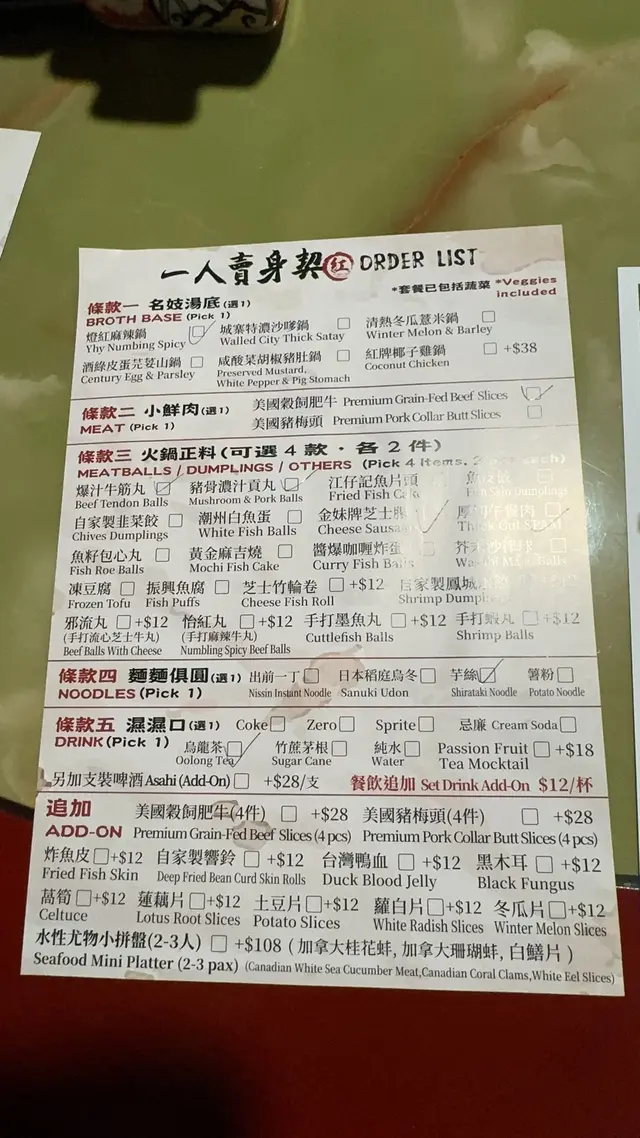 一人賣身契 紅 ORDER LIST
*套餐已包括蔬菜 *Veggies included
條款一 名妓湯底(選1)
BROTH BASE (Pick 1)
燈紅麻辣鍋 城寨特濃沙嗲鍋 清熱冬瓜薏米鍋
Yhy Numbing Spicy Walled City Thick Satay Winter Melon & Barley
酒綠皮蛋芫荽山鍋 咸酸菜胡椒豬肚鍋 紅牌椰子雞鍋 +$38
Century Egg & Parsley Preserved Mustard, Coconut Chicken
White Pepper & Pig Stomach
條款二 小鮮肉(選1) 美國穀飼肥牛 Premium Grain-Fed Beef Slices
MEAT (Pick 1) 美國豬梅頭 Premium Pork Collar Butt Slices
條款三 火鍋正料(可選4款·各2件)
MEATBALLS / DUMPLINGS / OTHERS (Pick 4 items, 2 each)
爆汁牛筋丸 豬骨濃汁貢丸 江仔記魚片頭
Beef Tendon Balls Mushroom & Pork Balls Fried Fish Cake Fish Skin Dumplings
自家製韭菜餃 潮州白魚蛋 金妹牌芝士腸
Chives Dumplings White Fish Balls Cheese Sausage Thick Cut SPAM
魚籽包心丸 黃金麻吉燒 醬爆咖喱炸蛋
Fish Roe Balls Mochi Fish Cake Curry Fish Balls
凍豆腐 振興魚腐 芝士竹輪卷 +$12
Frozen Tofu Fish Puffs Cheese Fish Roll Shrimp
邪流丸 +$12 怡紅丸 +$12 手打墨魚丸 +$12 手打蝦丸 +$12
(手打流心芝士牛丸) (手打麻辣牛丸) Cuttlefish Balls Shrimp Balls
Beef Balls With Cheese Numbling Spicy Beef Balls
條款四 麵麵俱圓(選1) 出前一丁 日本稻庭烏冬 芋絲 薯粉
NOODLES (Pick 1) Nissin Instant Noodle Sanuki Udon Shirataki Noodle Potato Noodle
條款五 濕濕口(選1) Coke Zero Sprite 忌廉 Cream Soda
DRINK (Pick 1) 烏龍茶 竹蔗茅根 純水 Passion Fruit +$18
Oolong Tea Sugar Cane Water Tea Mocktail
另加支裝啤酒 Asahi (Add-On) +$28/支 餐飲追加 Set Drink Add-On $12/杯
追加 美國穀飼肥牛(4件) +$28 美國豬梅頭(4件) +$28
ADD-ON Premium Grain-Fed Beef Slices (4 pcs) Premium Pork Collar Butt Slices (4 pcs)
炸魚皮 +$12 自家製響鈴 +$12 台灣鴨血 +$12 黑木耳 +$12
Fried Fish Skin Deep Fried Bean Curd Skin Rolls Duck Blood Jelly Black Fungus
萵筍 +$12 蓮藕片 +$12 土豆片 +$12 蘿白片 +$12 冬瓜片 +$12
Celtuce Lotus Root Slices Potato Slices White Radish Slices Winter Melon Slices
水性尤物小拼盤(2-3人) +$108 (加拿大桂花蚌, 加拿大珊瑚蚌, 白鱔片)
Seafood Mini Platter (2-3 pax) (Canadian White Sea Cucumber Meat,Canadian Coral Clams,White Eel Slices)